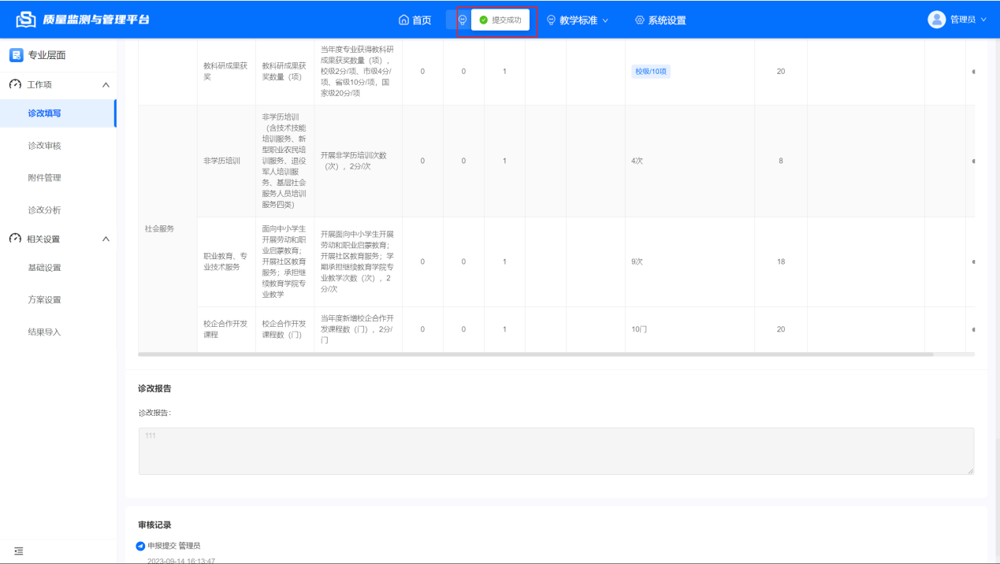 质量监测与管理平台
首页
提交成功
教学标准
系统设置
管理员
专业层面
工作项
诊改填写
诊改审核
附件管理
诊改分析
相关设置
基础设置
方案设置
结果导入
教科研成果获
奖
教科研成果获
奖数量（项）
当年度专业获得教科研
成果获奖数量（项），
校级2分/项、市级4分/
项、省级10分/项，国
家级20分/项
0
0
1
校级/10项
20
社会服务
非学历培训
非学历培训
（含技术技能
培训服务、新
型职业农民培
训服务、退役
军人培训服
务、基层社会
服务人员培训
服务四类）
开展非学历培训次数
（次），2分/次
0
0
1
4次
8
职业教育、专
业技术服务
面向中小学生
开展劳动和职
业启蒙教育；
开展社区教育
服务；承担继
续教育学院专
业教学
开展面向中小学生开展
劳动和职业启蒙教育；
开展社区教育服务；学
期承担继续教育学院专
业教学次数（次），2
分/次
0
0
1
9次
18
校企合作开发
课程
校企合作开发
课程数（门）
当年度新增校企合作开
发课程数（门），2分/
门
0
0
1
10门
20
诊改报告
诊改报告：
111
审核记录
申报提交 管理员
2023-09-14 16:13:47